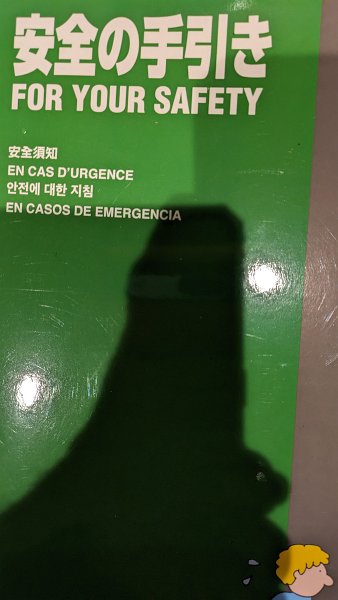 安全の手引き
FOR YOUR SAFETY
安全須知
EN CAS D'URGENCE
안전에 대한 지침
EN CASOS DE EMERGENCIA